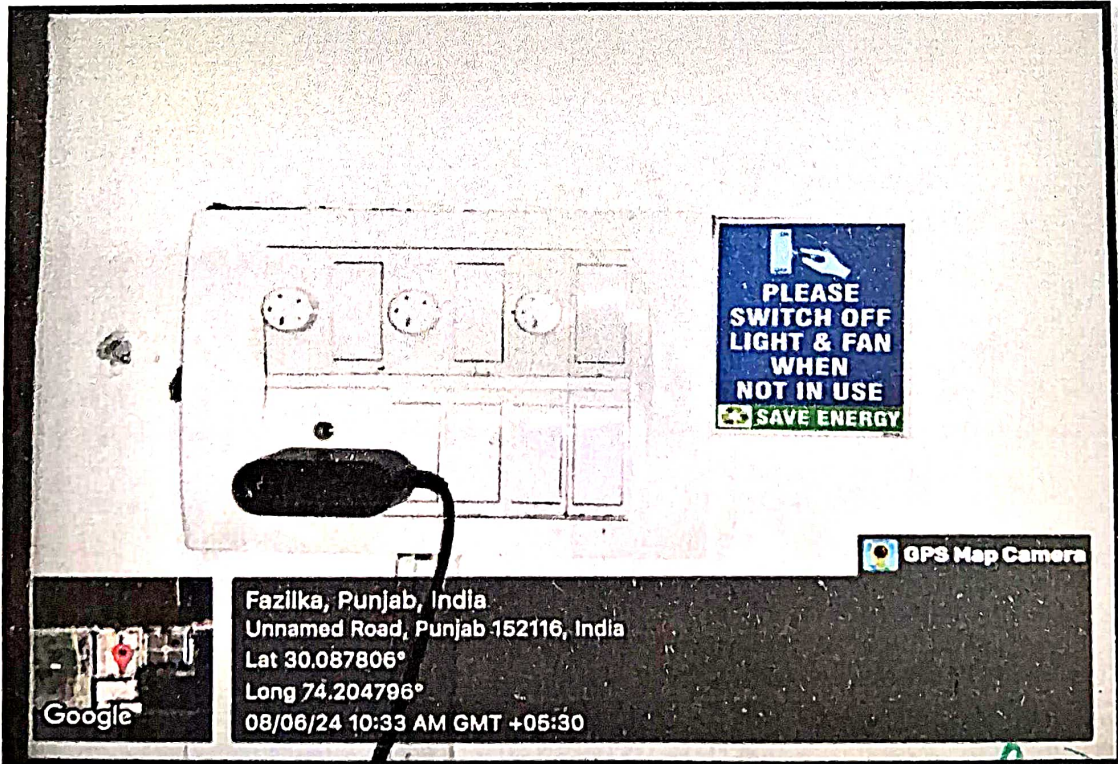 PLEASE
SWITCH OFF
LIGHT & FAN
WHEN
NOT IN USE
SAVE ENERGY
GPS Map Camera
Fazilka, Punjab, India
Unnamed Road, Punjab 152116, India
Lat 30.087806°
Long 74.204796°
08/06/24 10:33 AM GMT +05:30
Google